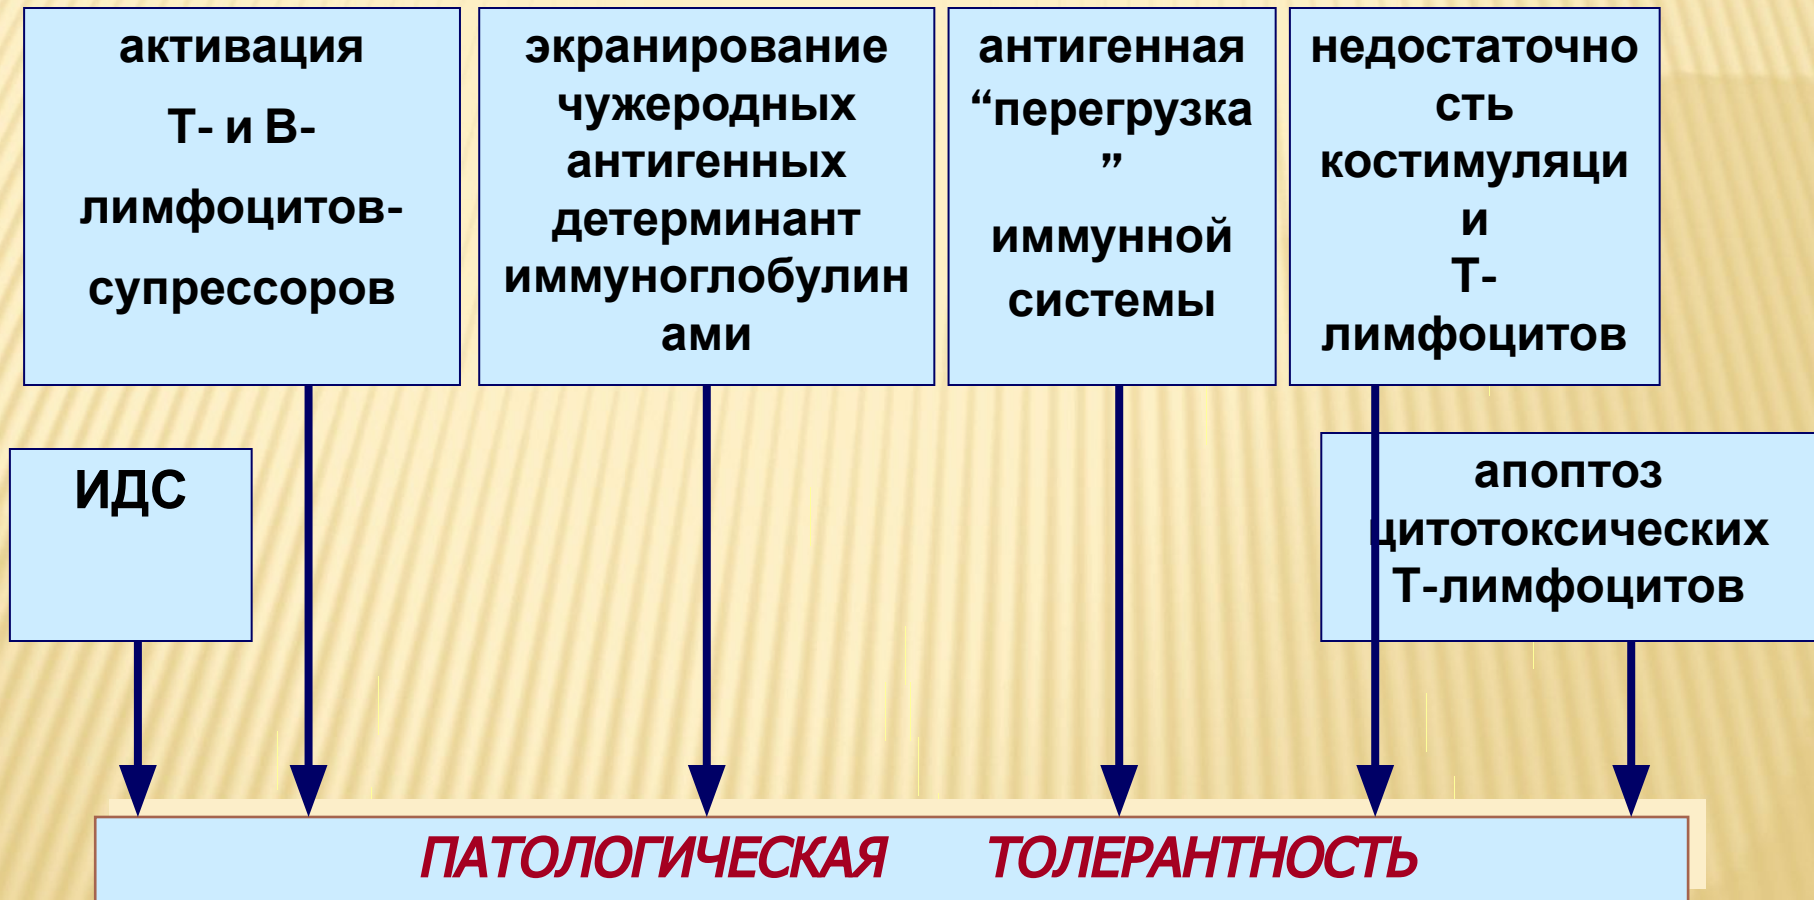 активация
Т- и В-
лимфоцитов-
супрессоров
экранирование
чужеродных
антигенных
детерминант
иммуноглобулин
ами
антигенная
“перегрузка
”
иммунной
системы
недостаточно
сть
костимуляци
и
Т-
лимфоцитов
ИДС
апоптоз
цитотоксических
Т-лимфоцитов
ПАТОЛОГИЧЕСКАЯ ТОЛЕРАНТНОСТЬ